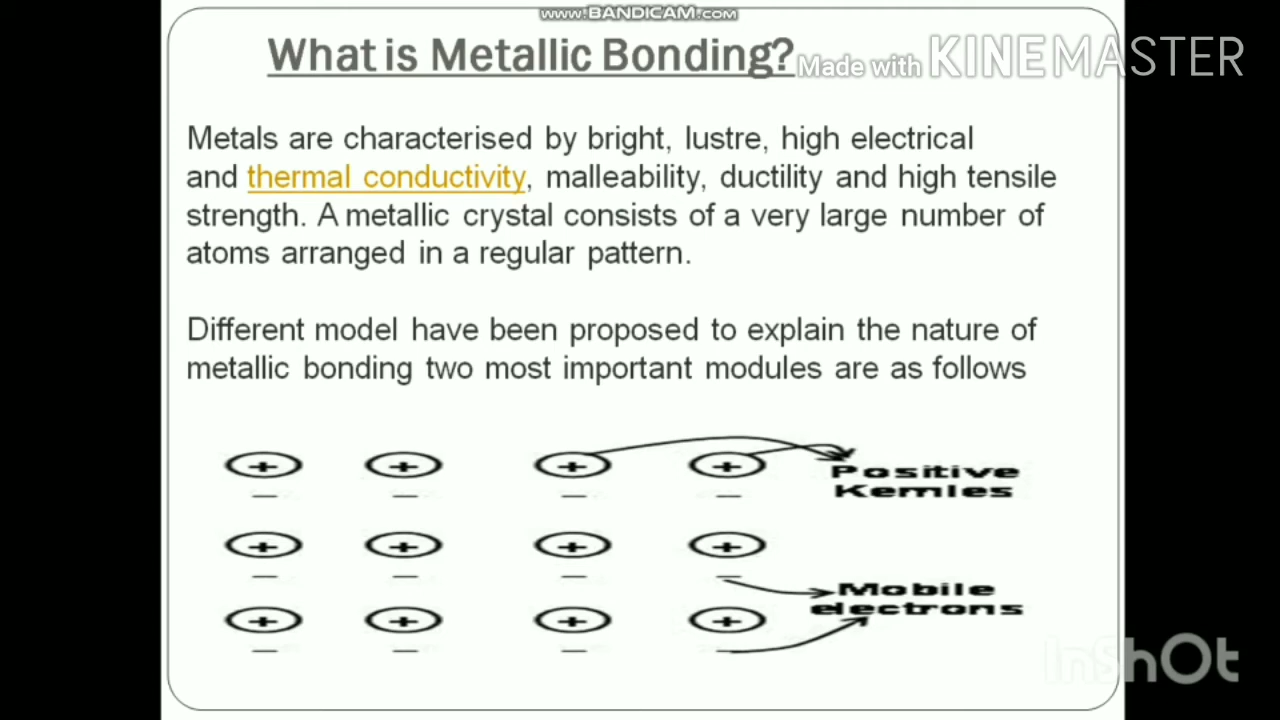 www.BANDICAM.com
What is Metallic Bonding?
Made with KINEMASTER
Metals are characterised by bright, lustre, high electrical
and thermal conductivity, malleability, ductility and high tensile
strength. A metallic crystal consists of a very large number of
atoms arranged in a regular pattern.
Different model have been proposed to explain the nature of
metallic bonding two most important modules are as follows
+ + + +
Positive
Kemles
– – – –
+ + + +
– – – –
Mobile
electrons
+ + + +
– – – –
InShOt